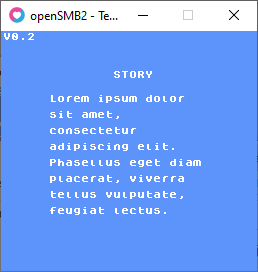 openSMB2 - Te...
V0.2
STORY
Lorem ipsum dolor
sit amet,
consectetur
adipiscing elit.
Phasellus eget diam
placerat, viverra
tellus vulputate,
feugiat lectus.